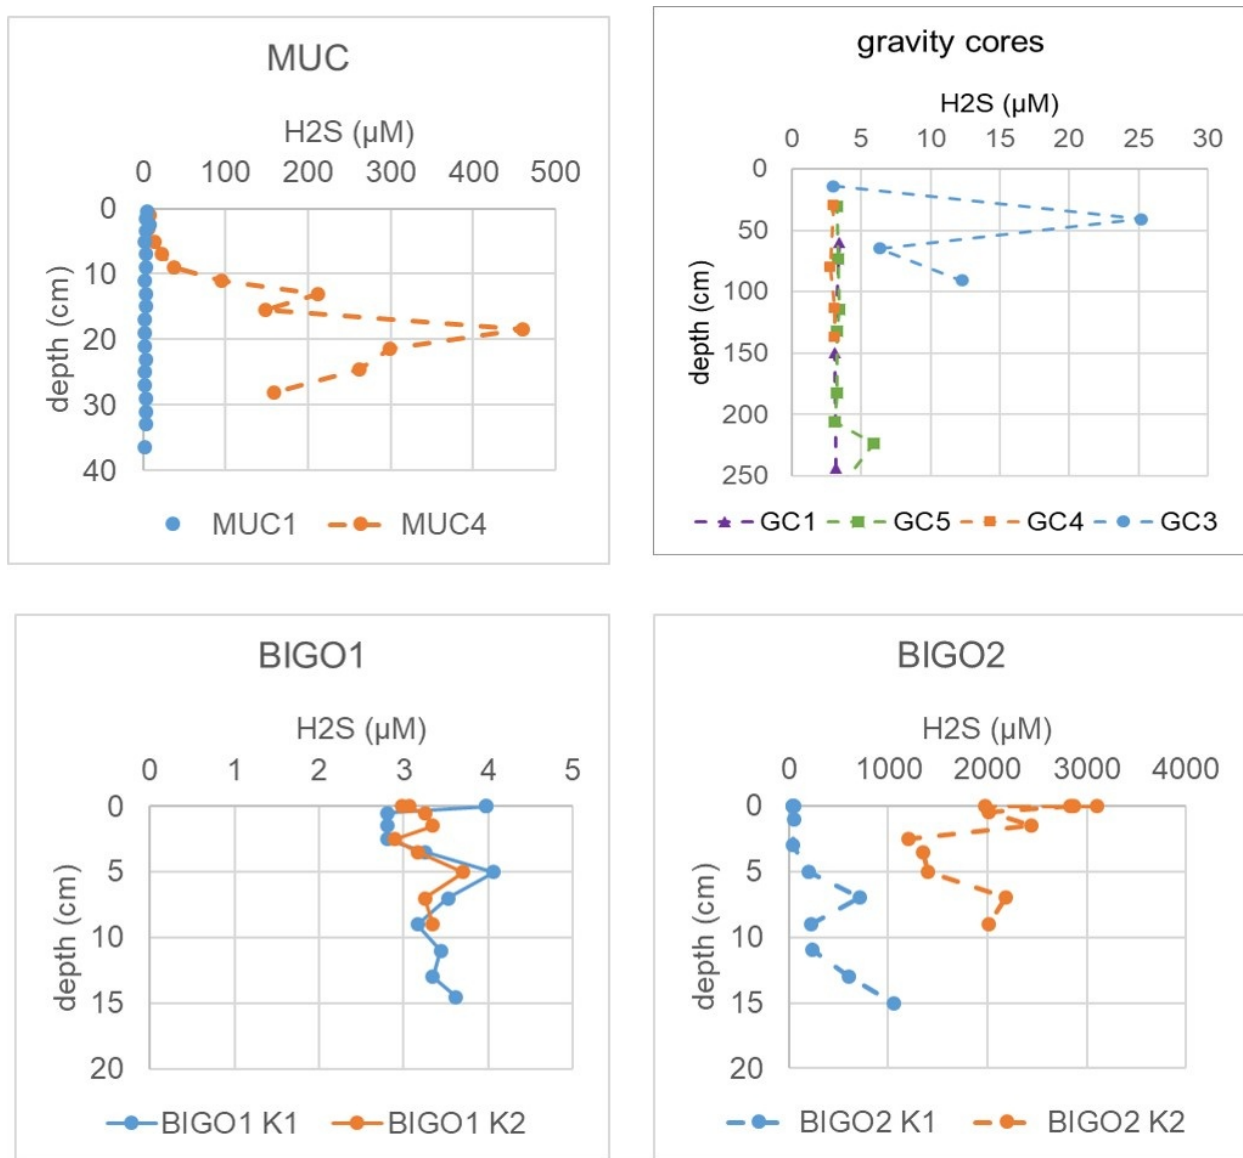 MUC
H2S (µM)
0 100 200 300 400 500
0
10
20
30
40
depth (cm)
MUC1 MUC4
gravity cores
H2S (µM)
0 5 10 15 20 25 30
0
50
100
150
200
250
depth (cm)
GC1 GC5 GC4 GC3
BIGO1
H2S (µM)
0 1 2 3 4 5
0
5
10
15
20
depth (cm)
BIGO1 K1 BIGO1 K2
BIGO2
H2S (µM)
0 1000 2000 3000 4000
0
5
10
15
20
depth (cm)
BIGO2 K1 BIGO2 K2